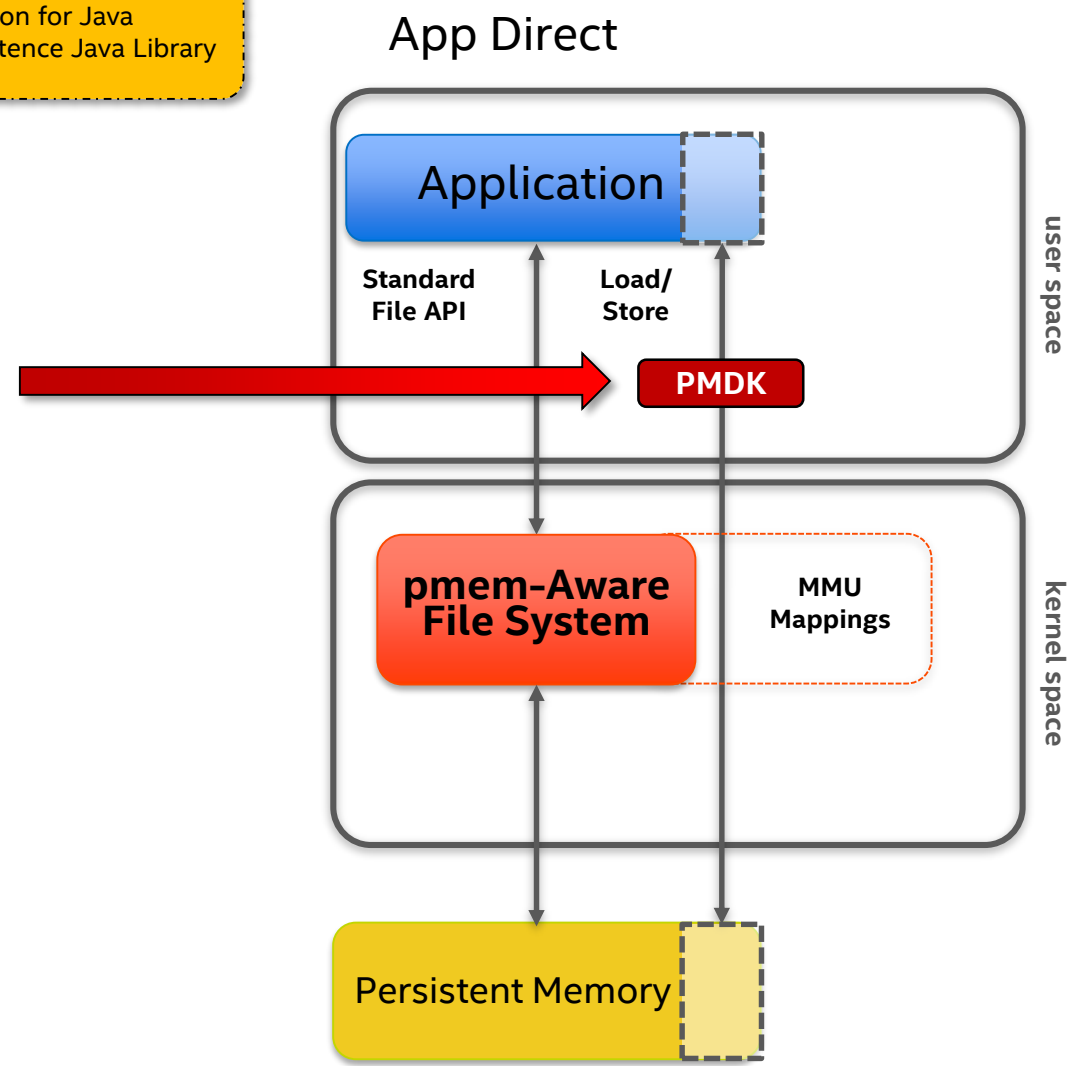 on for Java
tence Java Library
App Direct
Application
Standard
File API
Load/
Store
PMDK
user space
pmem-Aware
File System
MMU
Mappings
kernel space
Persistent Memory